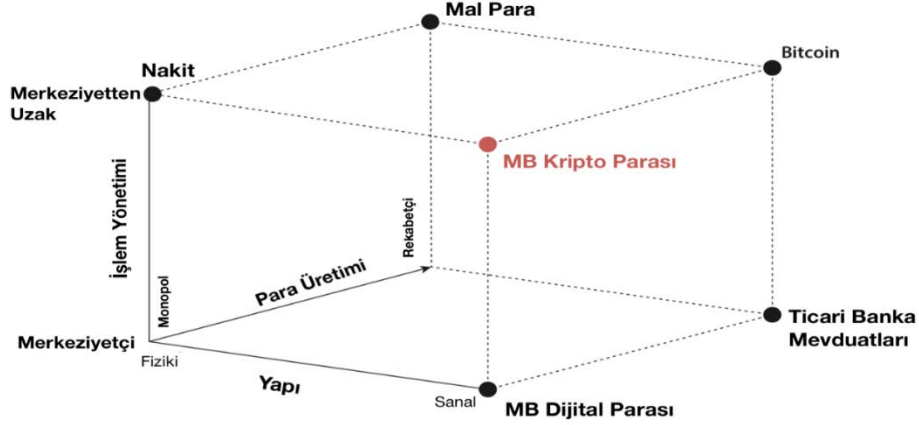 Mal Para
Bitcoin
Nakit
Merkeziyetten
Uzak
MB Kripto Parası
İşlem Yönetimi
Rekabetçi
Para Üretimi
Monopol
Merkeziyetçi
Fiziki
Ticari Banka
Mevduatları
Yapı
Sanal
MB Dijital Parası